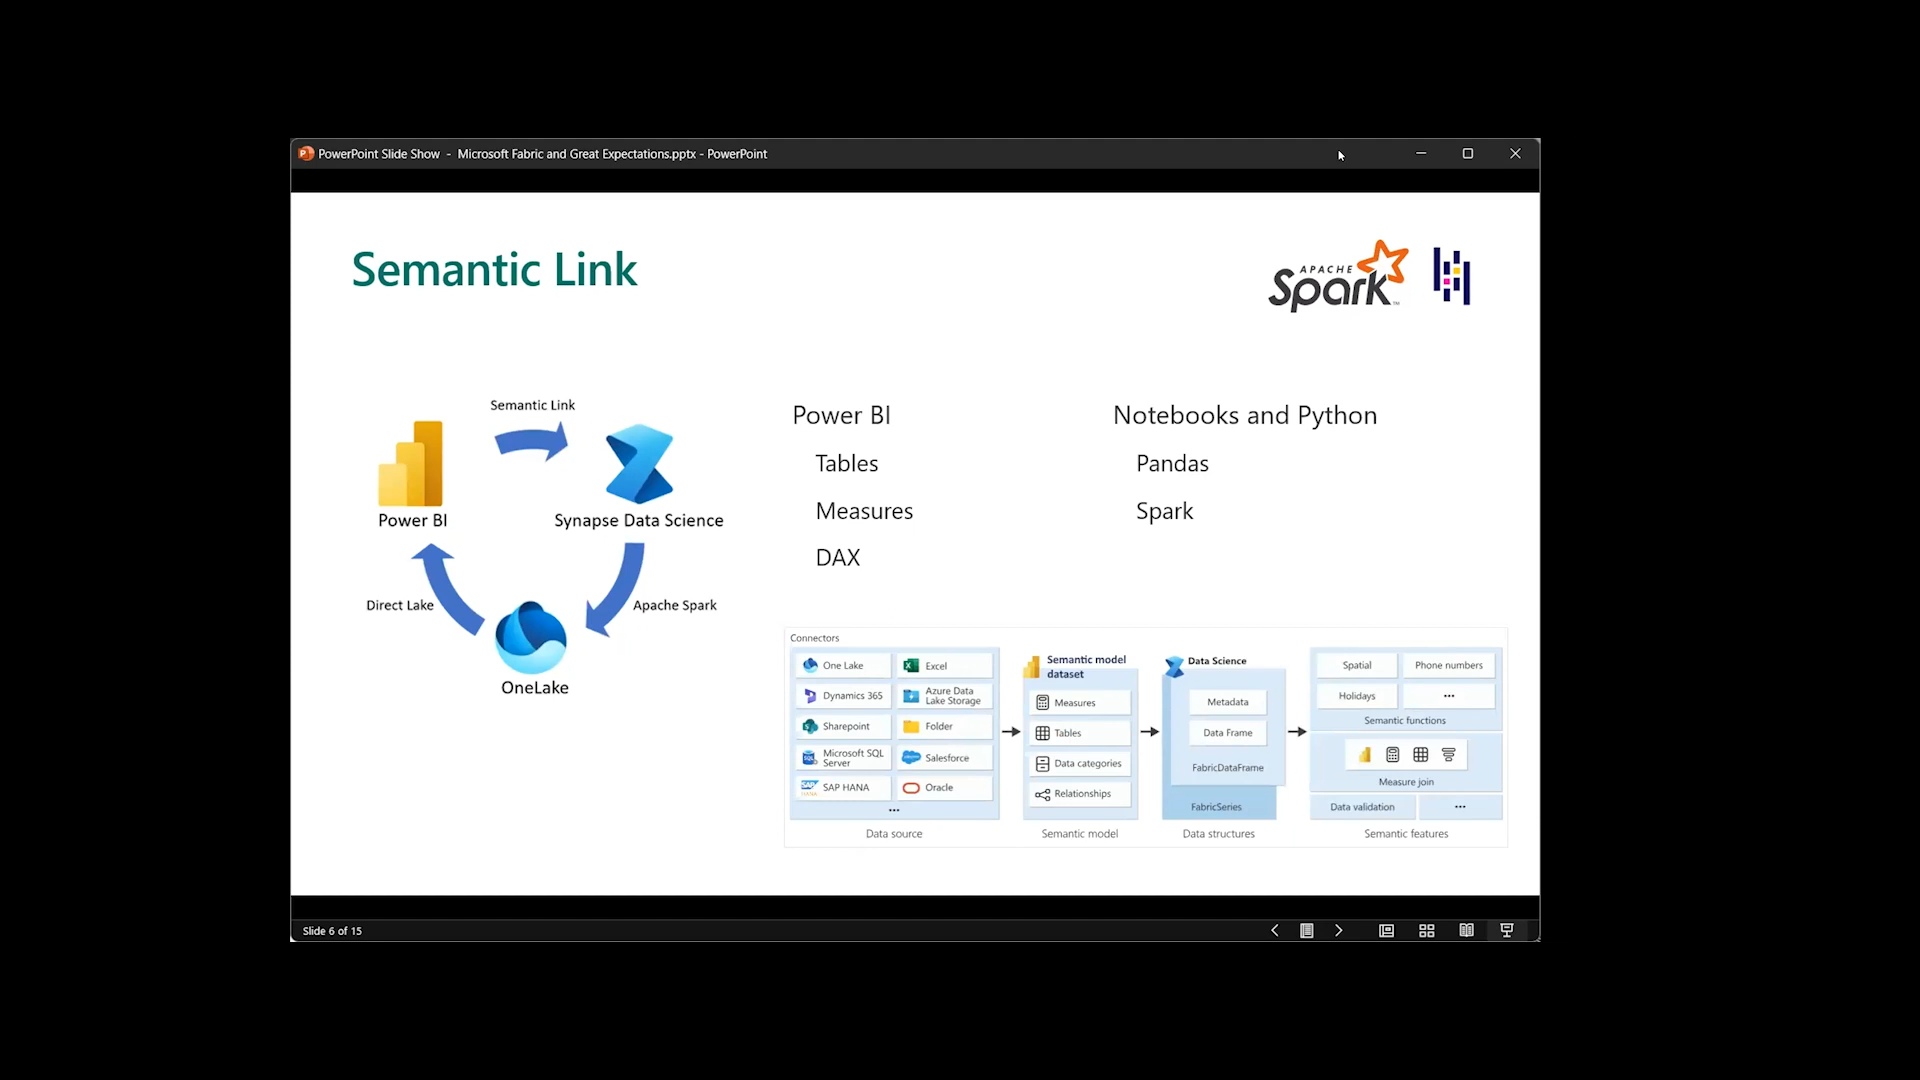 PowerPoint Slide Show - Microsoft Fabric and Great Expectations.pptx - PowerPoint
Semantic Link
APACHE
Spark™
Semantic Link
Power BI
Synapse Data Science
Direct Lake
Apache Spark
OneLake
Power BI
Tables
Measures
DAX
Notebooks and Python
Pandas
Spark
Connectors
One Lake
Excel
Dynamics 365
Azure Data
Lake Storage
Sharepoint
Folder
Microsoft SQL
Server
Salesforce
SAP HANA
Oracle
...
Data source
Semantic model
dataset
Measures
Tables
Data categories
Relationships
Semantic model
Data Science
Metadata
Data Frame
FabricDataFrame
FabricSeries
Data structures
Spatial
Phone numbers
Holidays
...
Semantic functions
Measure join
Data validation
...
Semantic features
Slide 6 of 15